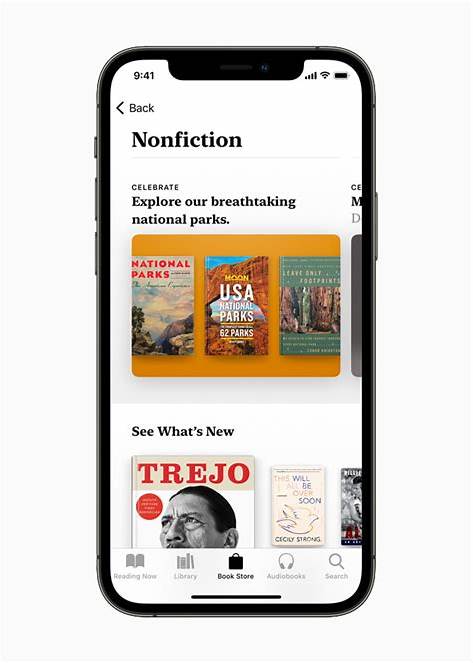 9:41
Back
Nonfiction
CELEBRATE
Explore our breathtaking
national parks.
CE
M
D
NATIONAL
PARKS
The American Experience
MOON
USA
NATIONAL
PARKS
62 PARKS
LEAVE ONLY
FOOTPRINTS
CONOR KNIGHTON
See What's New
TREJO
THIS WILL
ALL BE
OVER
SOON
CECILY STRONG
Reading Now
Library
Book Store
Audiobooks
Search